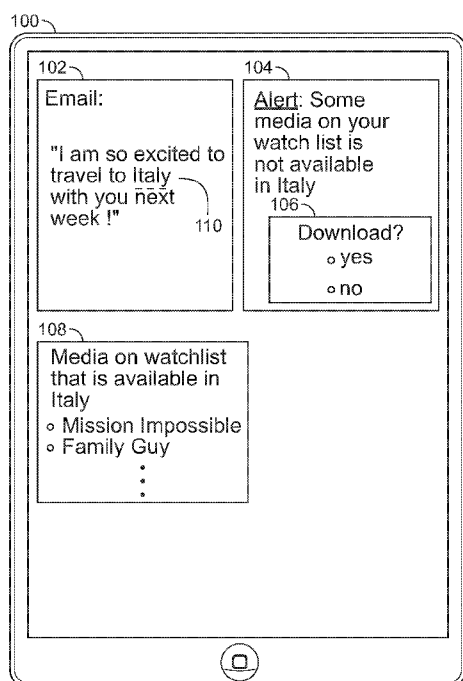 100
102
Email:
"I am so excited to
travel to Italy
with you next
week !"
110
104
Alert: Some
media on your
watch list is
not available
in Italy
106
Download?
yes
no
108
Media on watchlist
that is available in
Italy
Mission Impossible
Family Guy